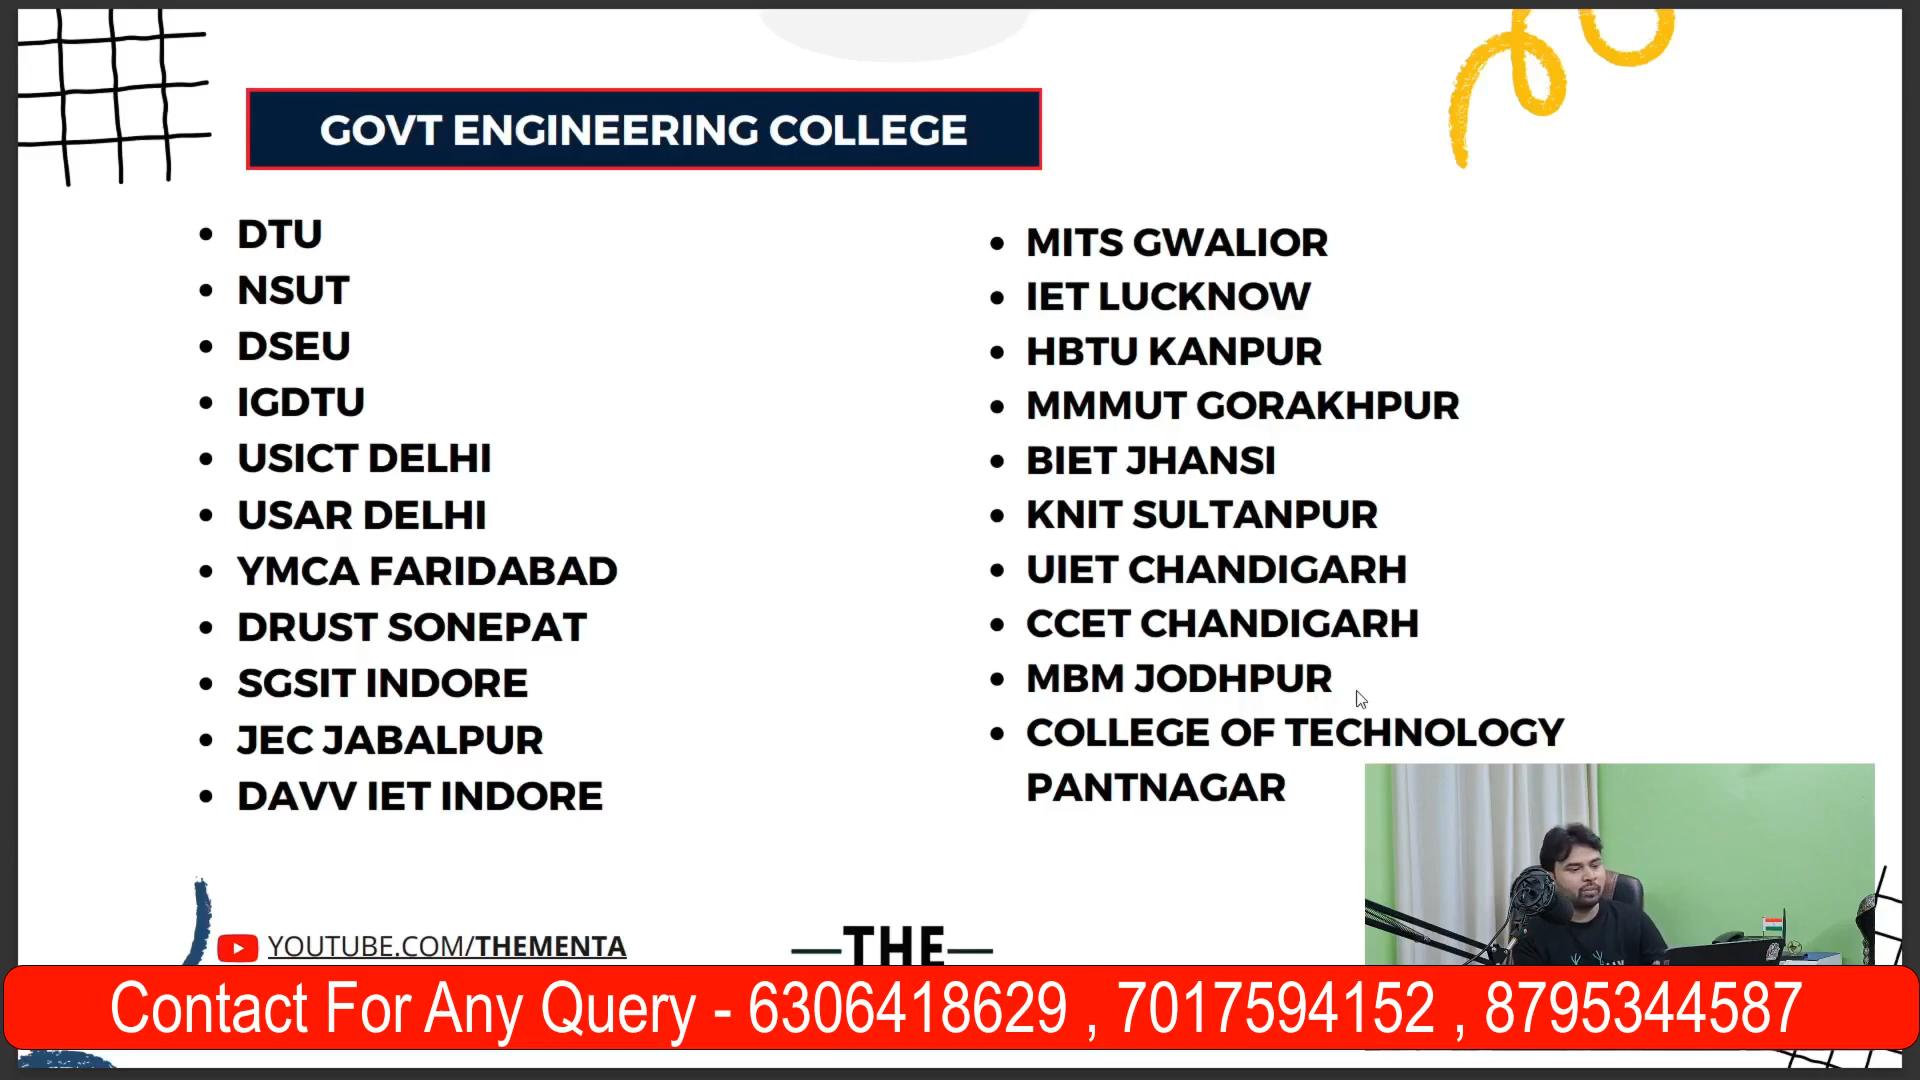 GOVT ENGINEERING COLLEGE
• DTU
• NSUT
• DSEU
• IGDTU
• USICT DELHI
• USAR DELHI
• YMCA FARIDABAD
• DRUST SONEPAT
• SGSIT INDORE
• JEC JABALPUR
• DAVV IET INDORE
• MITS GWALIOR
• IET LUCKNOW
• HBTU KANPUR
• MMMUT GORAKHPUR
• BIET JHANSI
• KNIT SULTANPUR
• UIET CHANDIGARH
• CCET CHANDIGARH
• MBM JODHPUR
• COLLEGE OF TECHNOLOGY
PANTNAGAR
YOUTUBE.COM/THEMENTA
THE
Contact For Any Query - 6306418629 , 7017594152 , 8795344587